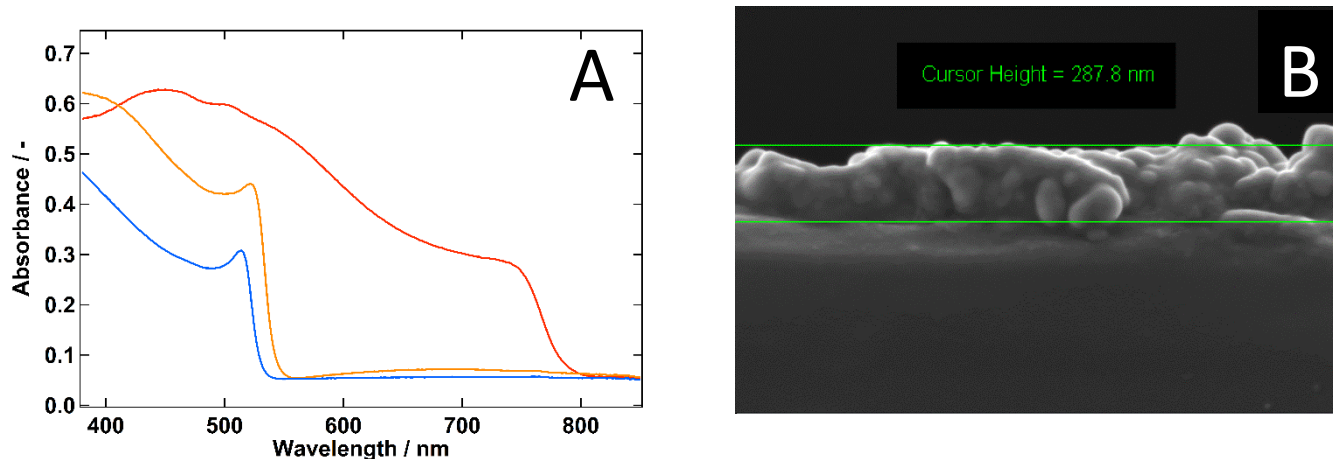 A
0.7
0.6
0.5
0.4
0.3
0.2
0.1
0.0
Absorbance / -
400 500 600 700 800
Wavelength / nm
B
Cursor Height = 287.8 nm